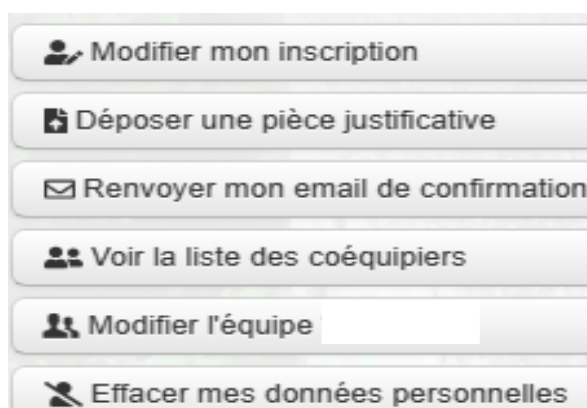 Modifier mon inscription
Déposer une pièce justificative
Renvoyer mon email de confirmation
Voir la liste des coéquipiers
Modifier l'équipe
Effacer mes données personnelles